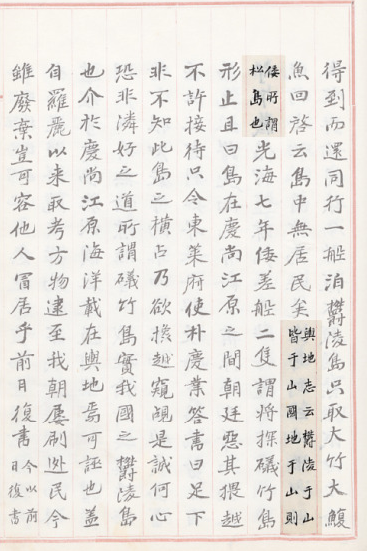 得到而還同行一船泊欝陵島只取大竹大鰒
魚回啓云島中無居民矣輿地志云欝陵于山
皆于山國地于山則
倭所謂
松島也光海七年倭差船二隻謂將探礒竹島
形止且曰島在慶尚江原之間朝廷惡其猥越
不許接待只令東萊府使朴慶業答書曰足下
非不知此島之橫占乃欲攙越窺覘是誠何心
恐非隣好之道所謂礒竹島實我國之欝陵島
也介於慶尚江原海洋載在輿地焉可誣也盖
自羅麗以來取考方物逮至我朝屢刷逃民今
雖廢棄豈可容他人冐居乎前日復書今以前
日復書